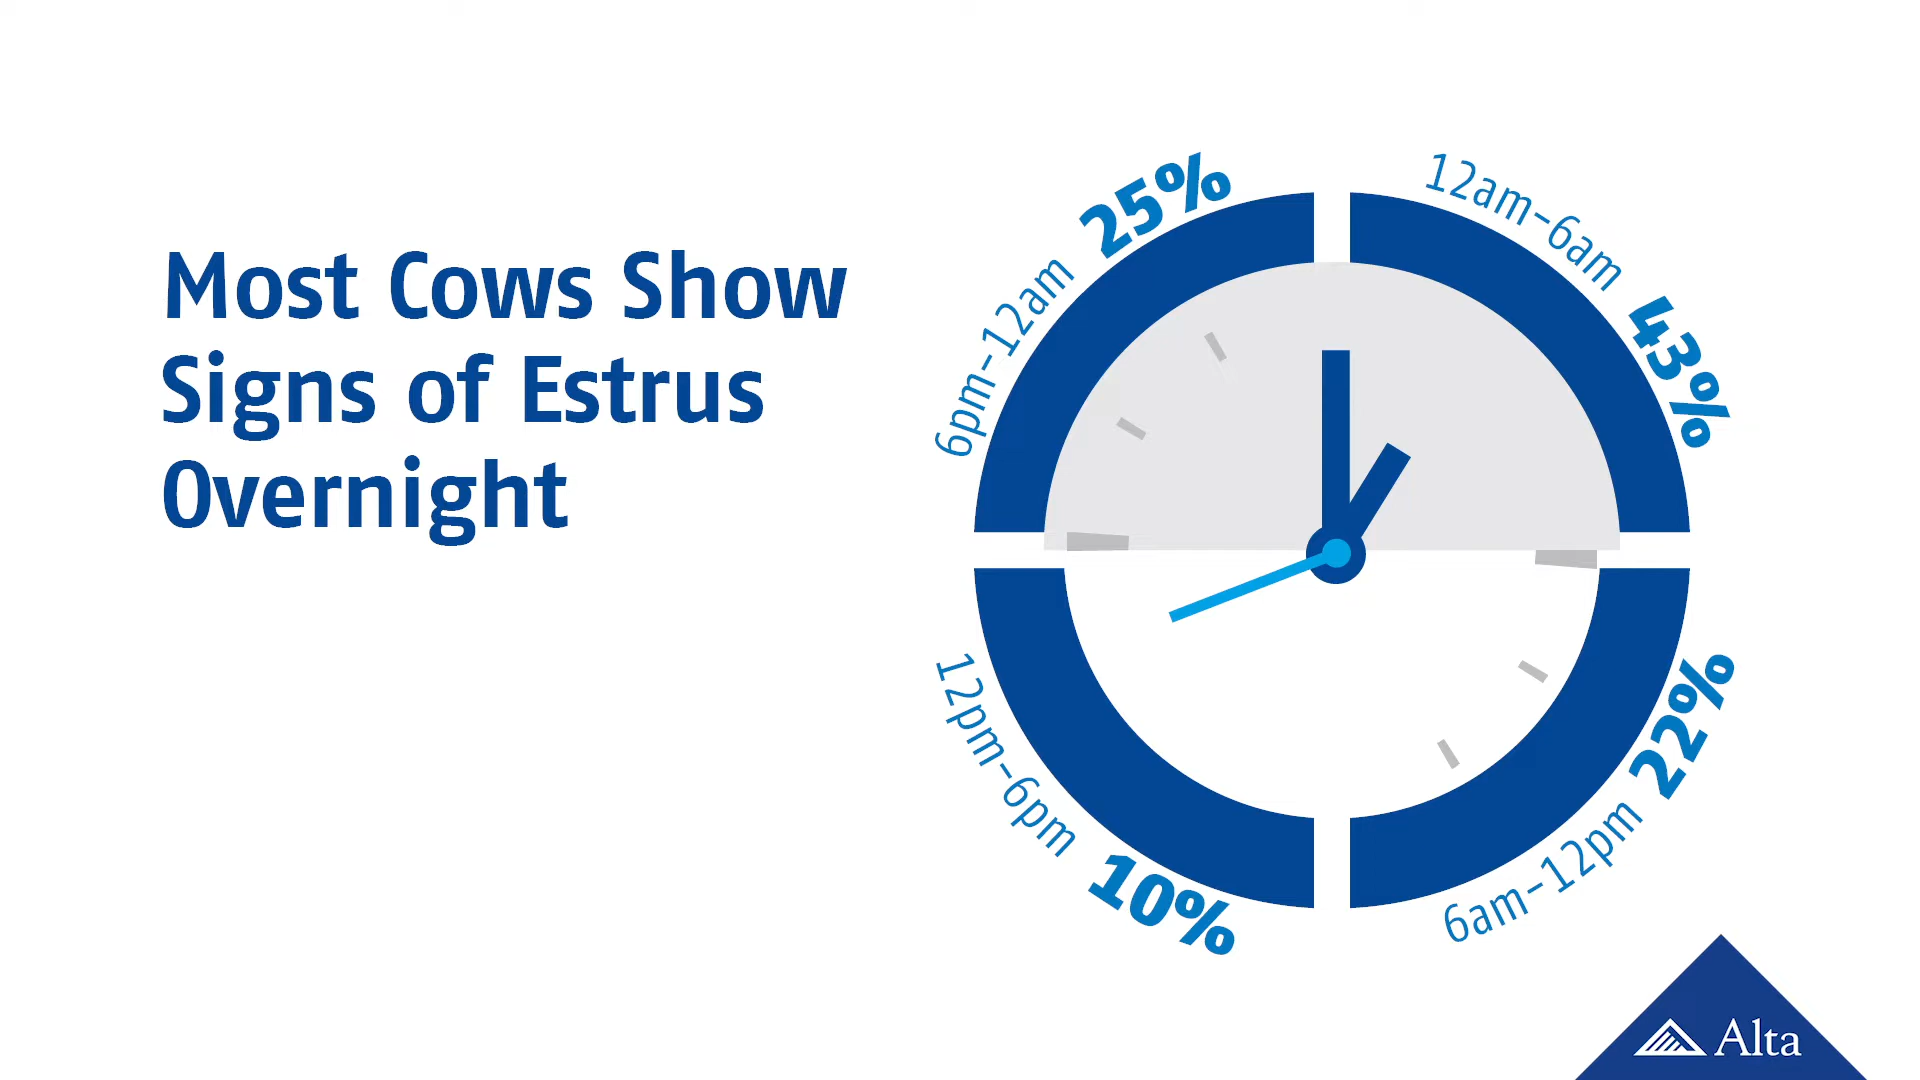 Most Cows Show
Signs of Estrus
Overnight
6pm-12am 25%
12am-6am 43%
12pm-6pm 10%
6am-12pm 22%
Alta